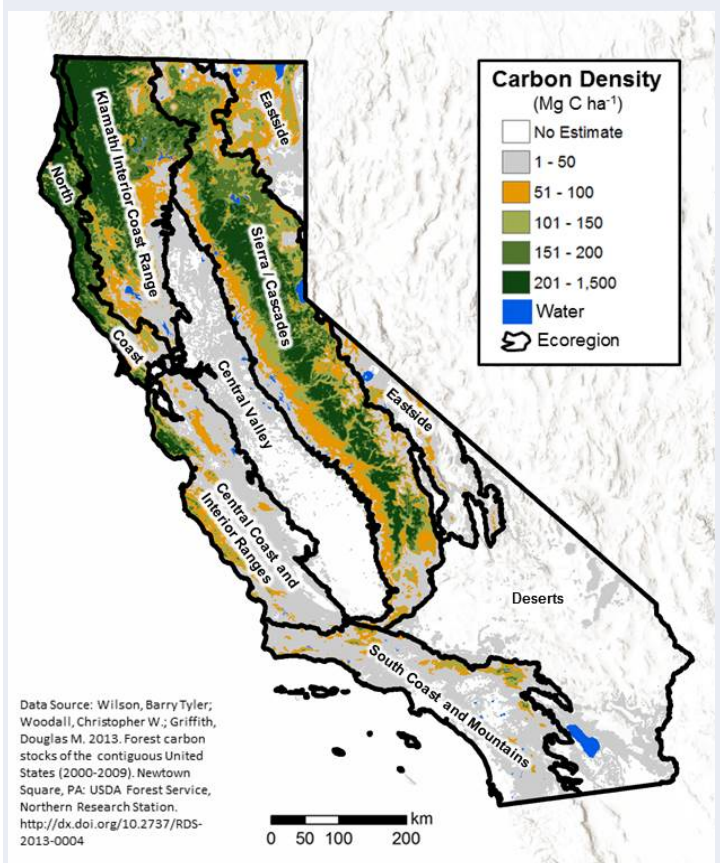 Carbon Density
(Mg C ha⁻¹)
No Estimate
1 - 50
51 - 100
101 - 150
151 - 200
201 - 1,500
Water
Ecoregion
Eastside
Klamath/ Interior Coast Range
North
Sierra / Cascades
Coast
Central Valley
Eastside
Central Coast and
Interior Ranges
Deserts
South Coast and Mountains
Data Source: Wilson, Barry Tyler;
Woodall, Christopher W.; Griffith,
Douglas M. 2013. Forest carbon
stocks of the contiguous United
States (2000-2009). Newtown
Square, PA: USDA Forest Service,
Northern Research Station.
http://dx.doi.org/10.2737/RDS-
2013-0004
km
0 50 100 200